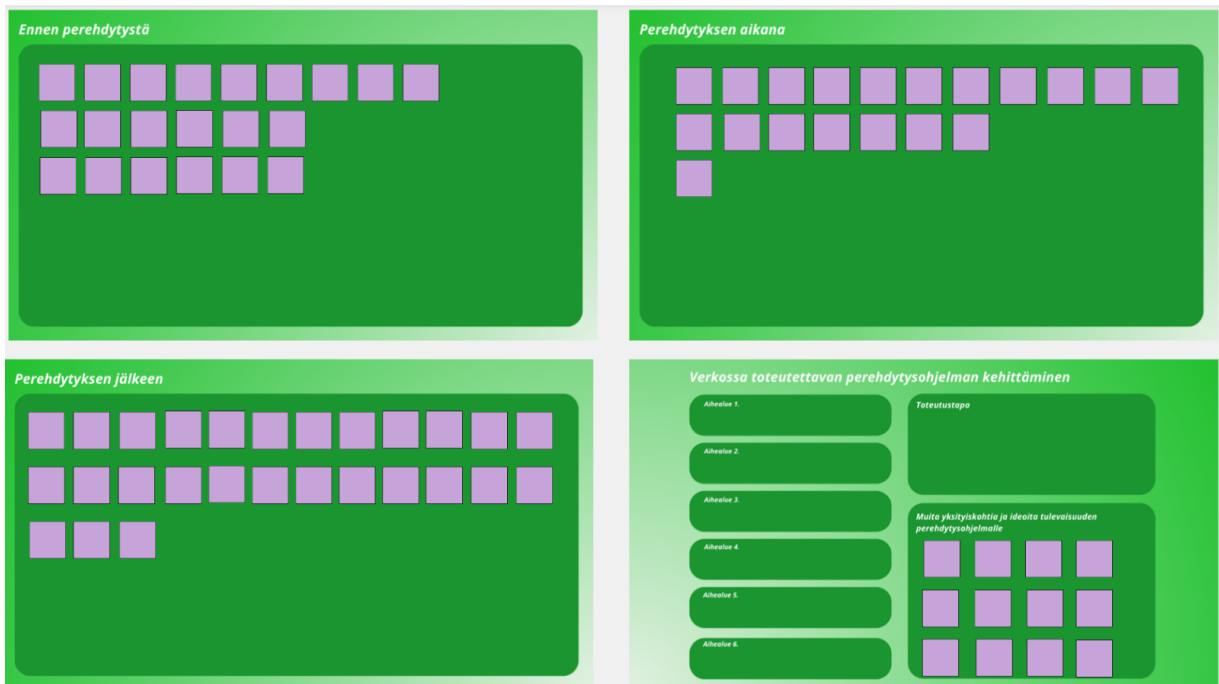 Ennen perehdytystä
Perehdytyksen aikana
Perehdytyksen jälkeen
Verkossa toteutettavan perehdytysohjelman kehittäminen
Aihealue 1.
Aihealue 2.
Aihealue 3.
Aihealue 4.
Aihealue 5.
Aihealue 6.
Toteutustapa
Muita yksityiskohtia ja ideoita tulevaisuuden
perehdytysohjelmalle